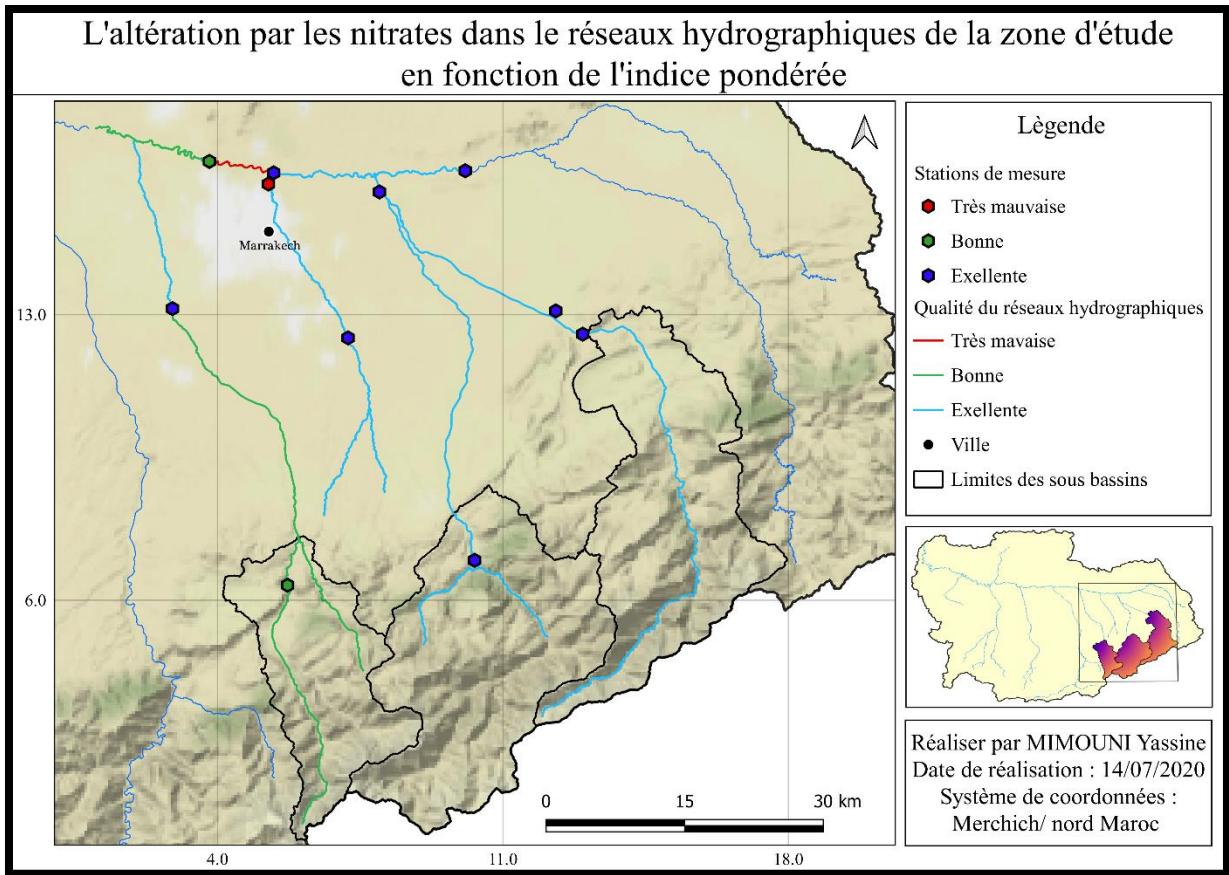 L'altération par les nitrates dans le réseaux hydrographiques de la zone d'étude
en fonction de l'indice pondérée
Marrakech
13.0
6.0
4.0
11.0
18.0
0
15
30 km
Lègende
Stations de mesure
Très mauvaise
Bonne
Exellente
Qualité du réseaux hydrographiques
Très mavaise
Bonne
Exellente
Ville
Limites des sous bassins
Réaliser par MIMOUNI Yassine
Date de réalisation : 14/07/2020
Système de coordonnées :
Merchich/ nord Maroc